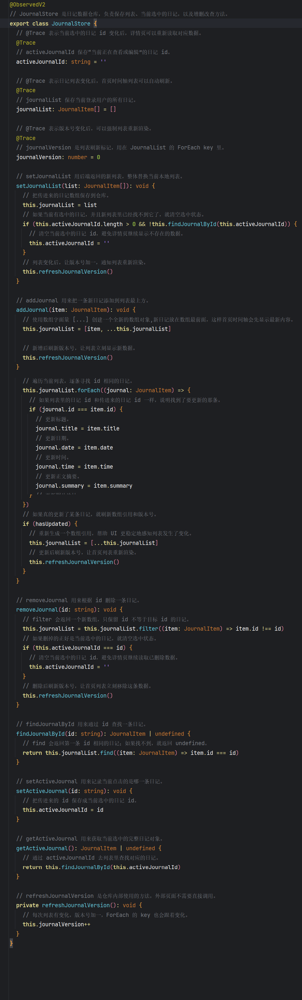 @ObservedV2
// JournalStore 是日记数据仓库，负责保存列表、当前选中的日记，以及增删改查方法。
export class JournalStore {
// @Trace 表示当前选中的日记 id 变化后，详情页可以重新读取对应数据。
@Trace
// activeJournalId 保存“当前正在查看或编辑”的日记 id。
activeJournalId: string = ''
// @Trace 表示日记列表变化后，首页时间轴列表可以自动刷新。
@Trace
// journalList 保存当前登录用户的所有日记。
journalList: JournalItem[] = []
// @Trace 表示版本号变化后，可以强制列表重新渲染。
@Trace
// journalVersion 是列表刷新标记，用在 JournalList 的 ForEach key 里。
journalVersion: number = 0
// setJournalList 用后端返回的新列表，整体替换当前本地列表。
setJournalList(list: JournalItem[]): void {
// 把传进来的日记数组保存到仓库。
this.journalList = list
// 如果当前有选中的日记，并且新列表里已经找不到它了，就清空选中状态。
if (this.activeJournalId.length > 0 && !this.findJournalById(this.activeJournalId)) {
// 清空当前选中的日记 id，避免详情页继续显示不存在的数据。
this.activeJournalId = ''
}
// 列表变化后，让版本号加一，通知列表重新渲染。
this.refreshJournalVersion()
}
// addJournal 用来把一条新日记添加到列表最上方。
addJournal(item: JournalItem): void {
// 使用数组字面量 [...] 创建一个全新的数组对象,新日记放在数组最前面，这样首页时间轴会先显示最新内容。
this.journalList = [item, ...this.journalList]
// 新增后刷新版本号，让列表立刻显示新数据。
this.refreshJournalVersion()
}
// 遍历当前列表，逐条寻找 id 相同的日记。
this.journalList.forEach((journal: JournalItem) => {
// 如果列表里的日记 id 和传进来的日记 id 一样，说明找到了要更新的那条。
if (journal.id === item.id) {
// 更新标题。
journal.title = item.title
// 更新日期。
journal.date = item.date
// 更新时间。
journal.time = item.time
// 更新正文摘要。
journal.summary = item.summary
})
// 如果真的更新了某条日记，就刷新数组引用和版本号。
if (hasUpdated) {
// 重新生成一个数组引用，帮助 UI 更稳定地感知列表发生了变化。
this.journalList = [...this.journalList]
// 更新后刷新版本号，让首页列表重新渲染。
this.refreshJournalVersion()
}
}
// removeJournal 用来根据 id 删除一条日记。
removeJournal(id: string): void {
// filter 会返回一个新数组，只保留 id 不等于目标 id 的日记。
this.journalList = this.journalList.filter((item: JournalItem) => item.id !== id)
// 如果删掉的正好是当前选中的日记，就清空选中状态。
if (this.activeJournalId === id) {
// 清空当前选中的日记 id，避免详情页继续读取已删除数据。
this.activeJournalId = ''
}
// 删除后刷新版本号，让首页列表立刻移除这条数据。
this.refreshJournalVersion()
}
// findJournalById 用来通过 id 查找一条日记。
findJournalById(id: string): JournalItem | undefined {
// find 会返回第一条 id 相同的日记；如果找不到，就返回 undefined。
return this.journalList.find((item: JournalItem) => item.id === id)
}
// setActiveJournal 用来记录当前点击的是哪一条日记。
setActiveJournal(id: string): void {
// 把传进来的 id 保存成当前选中的日记 id。
this.activeJournalId = id
}
// getActiveJournal 用来获取当前选中的完整日记对象。
getActiveJournal(): JournalItem | undefined {
// 通过 activeJournalId 去列表里查找对应的日记。
return this.findJournalById(this.activeJournalId)
}
// refreshJournalVersion 是仓库内部使用的方法，外部页面不需要直接调用。
private refreshJournalVersion(): void {
// 每次列表有变化，版本号加一，ForEach 的 key 也会跟着变化。
this.journalVersion++
}
}